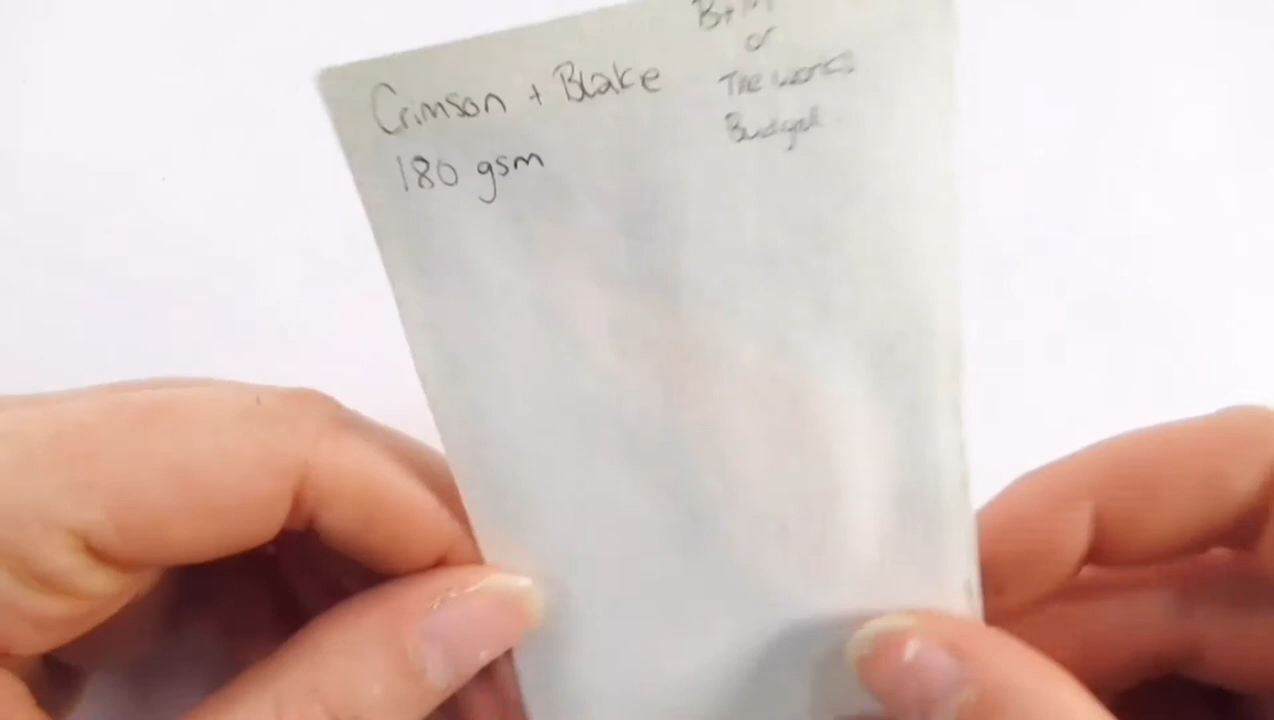 Crimson + Blake
180 gsm
B+M
or
The works
Budget